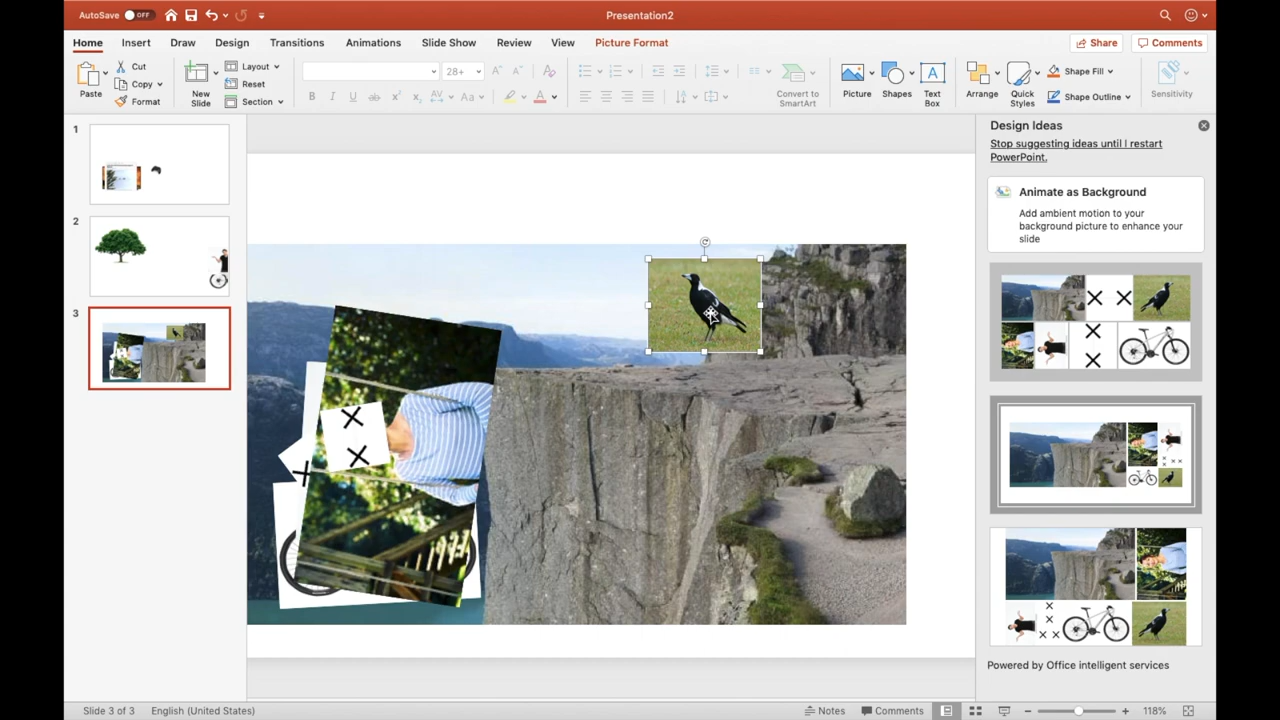 AutoSave OFF
Presentation2
Home Insert Draw Design Transitions Animations Slide Show Review View Picture Format
Share Comments
Paste
Cut
Copy
Format
New Slide
Layout
Reset
Section
28+
Convert to SmartArt
Picture
Shapes
Text Box
Arrange
Quick Styles
Shape Fill
Shape Outline
Sensitivity
1
2
3
Design Ideas
Stop suggesting ideas until I restart
PowerPoint.
Animate as Background
Add ambient motion to your
background picture to enhance your
slide
Powered by Office intelligent services
Slide 3 of 3 English (United States)
Notes Comments 118%